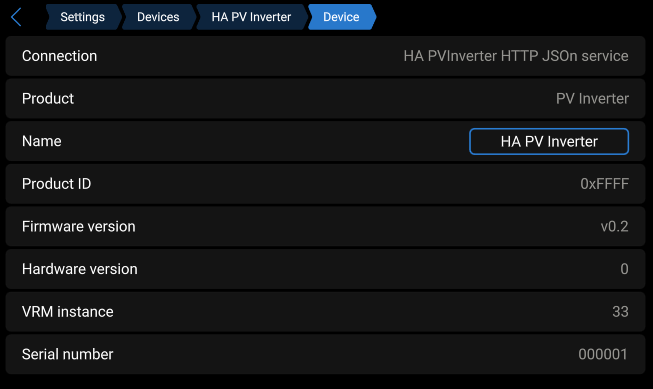 Settings Devices HA PV Inverter Device
Connection HA PVInverter HTTP JSOn service
Product PV Inverter
Name HA PV Inverter
Product ID 0xFFFF
Firmware version v0.2
Hardware version 0
VRM instance 33
Serial number 000001